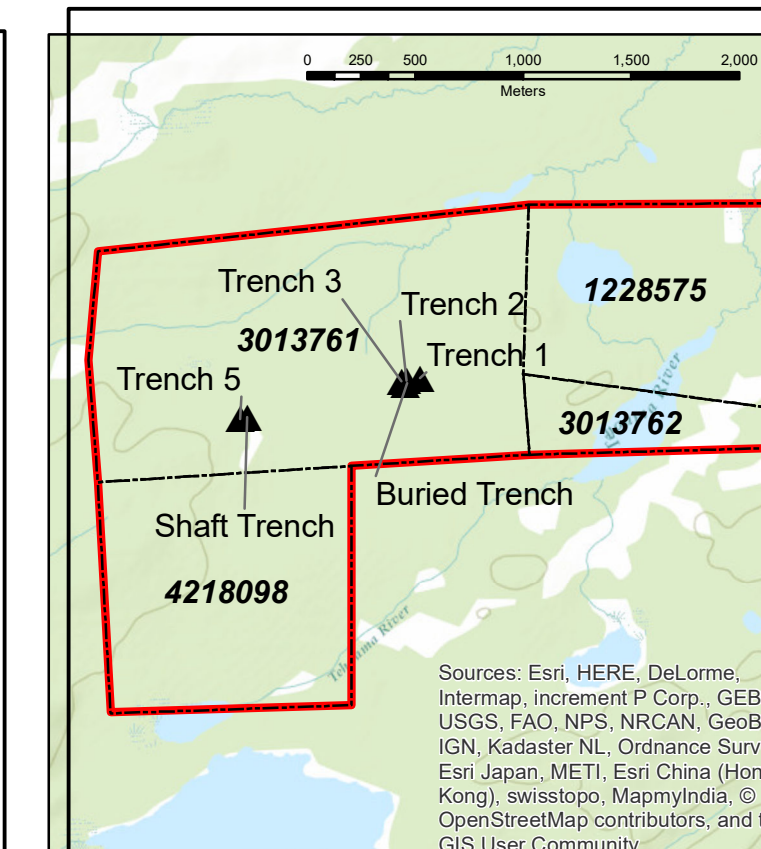 0 250 500 1,000 1,500 2,000
Meters
Trench 3
Trench 2
1228575
3013761
Trench 1
Trench 5
3013762
River
Buried Trench
Shaft Trench
4218098
River
Sources: Esri, HERE, DeLorme,
Intermap, increment P Corp., GEB
USGS, FAO, NPS, NRCAN, GeoB
IGN, Kadaster NL, Ordnance Surv
Esri Japan, METI, Esri China (Hon
Kong), swisstopo, MapmyIndia, ©
OpenStreetMap contributors, and t
GIS User Community